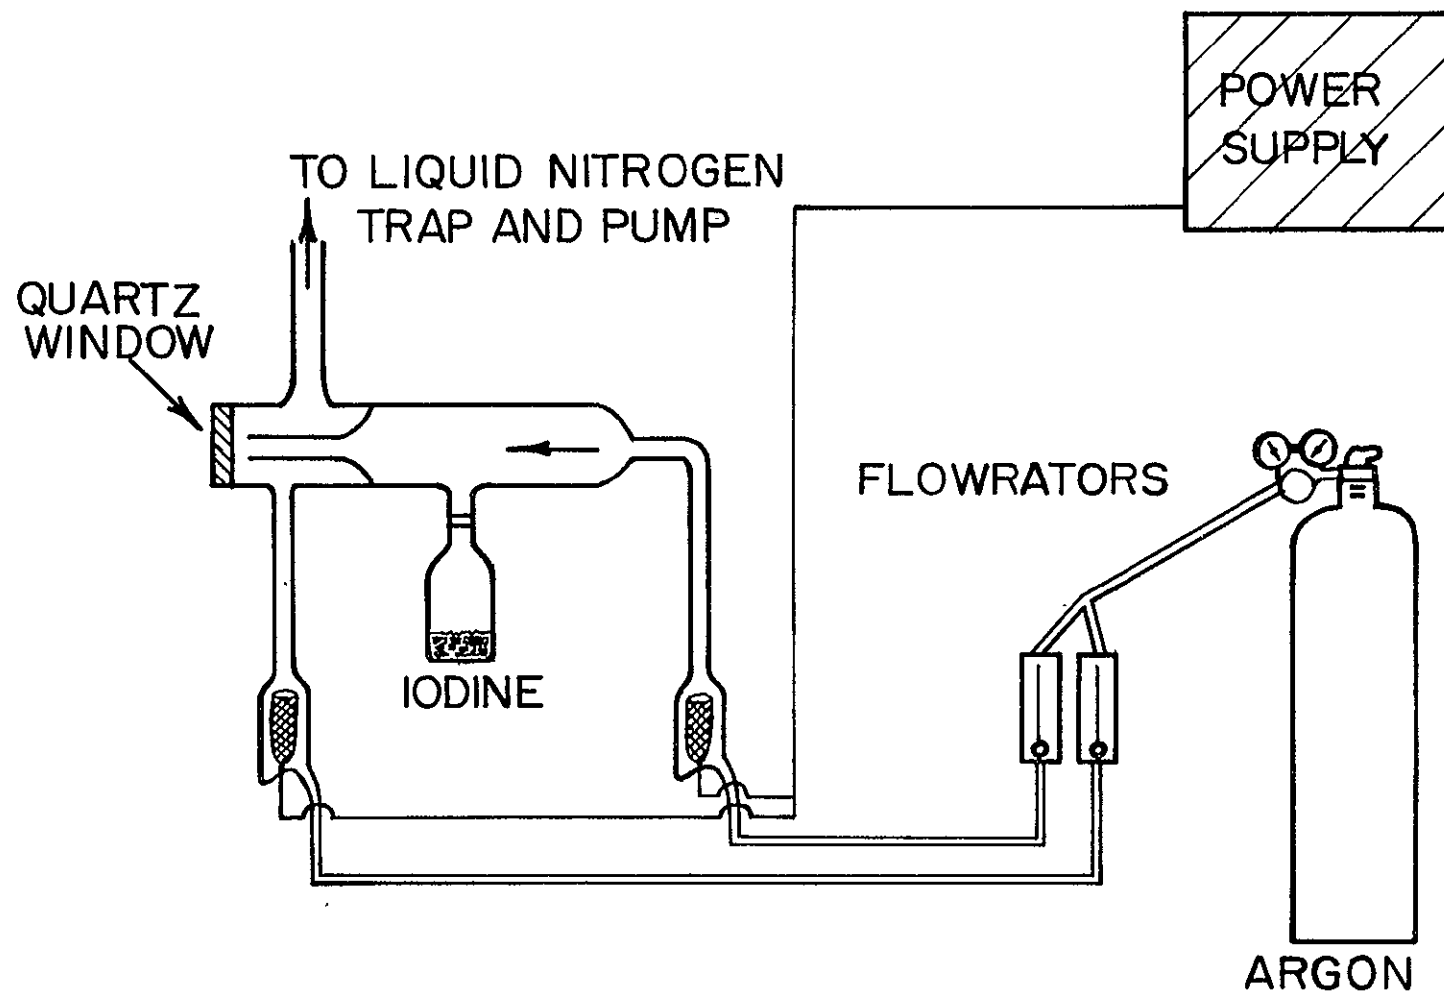 POWER
SUPPLY
TO LIQUID NITROGEN
TRAP AND PUMP
QUARTZ
WINDOW
FLOWRATORS
IODINE
ARGON